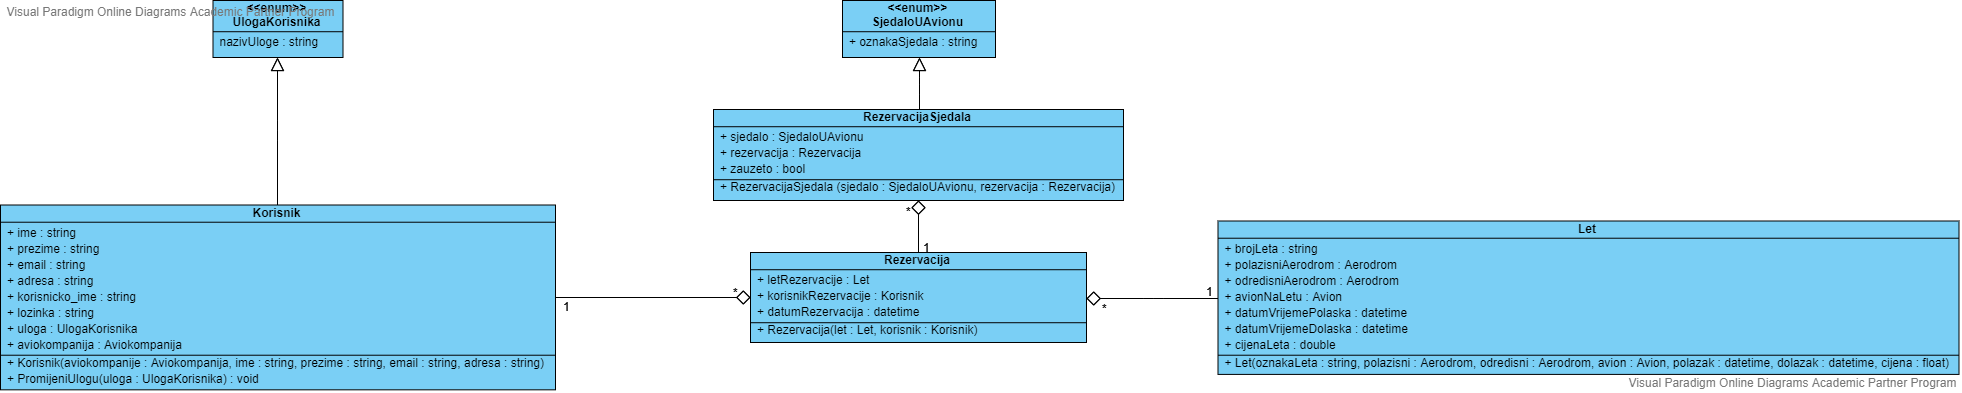 Visual Paradigm Online Diagrams Academic Partner Program
<<enum>>
UlogaKorisnika
nazivUloge : string
<<enum>>
SjedaloUAvionu
+ oznakaSjedala : string
RezervacijaSjedala
+ sjedalo : SjedaloUAvionu
+ rezervacija : Rezervacija
+ zauzeto : bool
+ RezervacijaSjedala (sjedalo : SjedaloUAvionu, rezervacija : Rezervacija)
*
1
Korisnik
+ ime : string
+ prezime : string
+ email : string
+ adresa : string
+ korisnicko_ime : string
+ lozinka : string
+ uloga : UlogaKorisnika
+ aviokompanija : Aviokompanija
+ Korisnik(aviokompanije : Aviokompanija, ime : string, prezime : string, email : string, adresa : string)
+ PromijeniUlogu(uloga : UlogaKorisnika) : void
1
*
Rezervacija
+ letRezervacije : Let
+ korisnikRezervacije : Korisnik
+ datumRezervacija : datetime
+ Rezervacija(let : Let, korisnik : Korisnik)
*
1
Let
+ brojLeta : string
+ polazisniAerodrom : Aerodrom
+ odredisniAerodrom : Aerodrom
+ avionNaLetu : Avion
+ datumVrijemePolaska : datetime
+ datumVrijemeDolaska : datetime
+ cijenaLeta : double
+ Let(oznakaLeta : string, polazisni : Aerodrom, odredisni : Aerodrom, avion : Avion, polazak : datetime, dolazak : datetime, cijena : float)
Visual Paradigm Online Diagrams Academic Partner Program